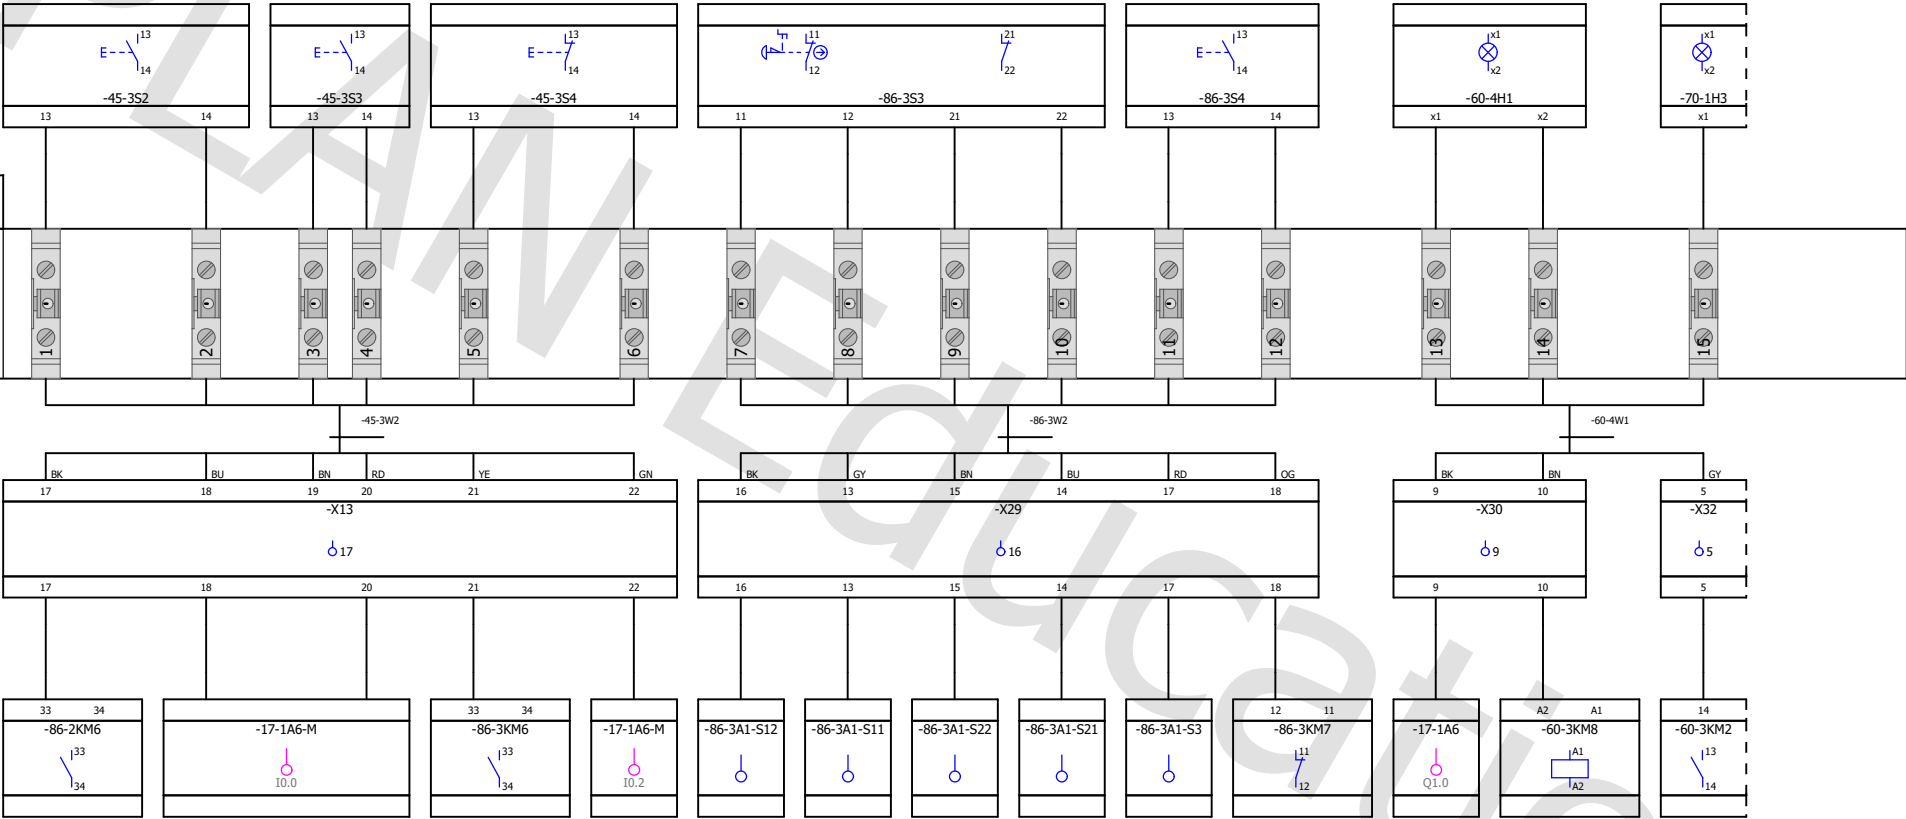 13 13 13 11 21 13 x1 x1
14 14 14 12 22 14 x2 x2
-45-3S2 -45-3S3 -45-3S4 -86-3S3 -86-3S4 -60-4H1 -70-1H3
13 14 13 14 13 14 11 12 21 22 13 14 x1 x2 x1
1 2 3 4 5 6 7 8 9 10 11 12 13 14 15
-45-3W2 -86-3W2 -60-4W1
BK BU BN RD YE GN BK GY BN BU RD OG BK BN GY
17 18 19 20 21 22 16 13 15 14 17 18 9 10 5
-X13 -X29 -X30 -X32
17 16 9 5
17 18 20 21 22 16 13 15 14 17 18 9 10 5
33 34 33 34 12 11 A2 A1 14
-86-2KM6 -17-1A6-M -86-3KM6 -17-1A6-M -86-3A1-S12 -86-3A1-S11 -86-3A1-S22 -86-3A1-S21 -86-3A1-S3 -86-3KM7 -17-1A6 -60-3KM8 -60-3KM2
33 33 11 A1 13
34 I0.0 34 I0.2 12 Q1.0 A2 14
PLAN Educatio